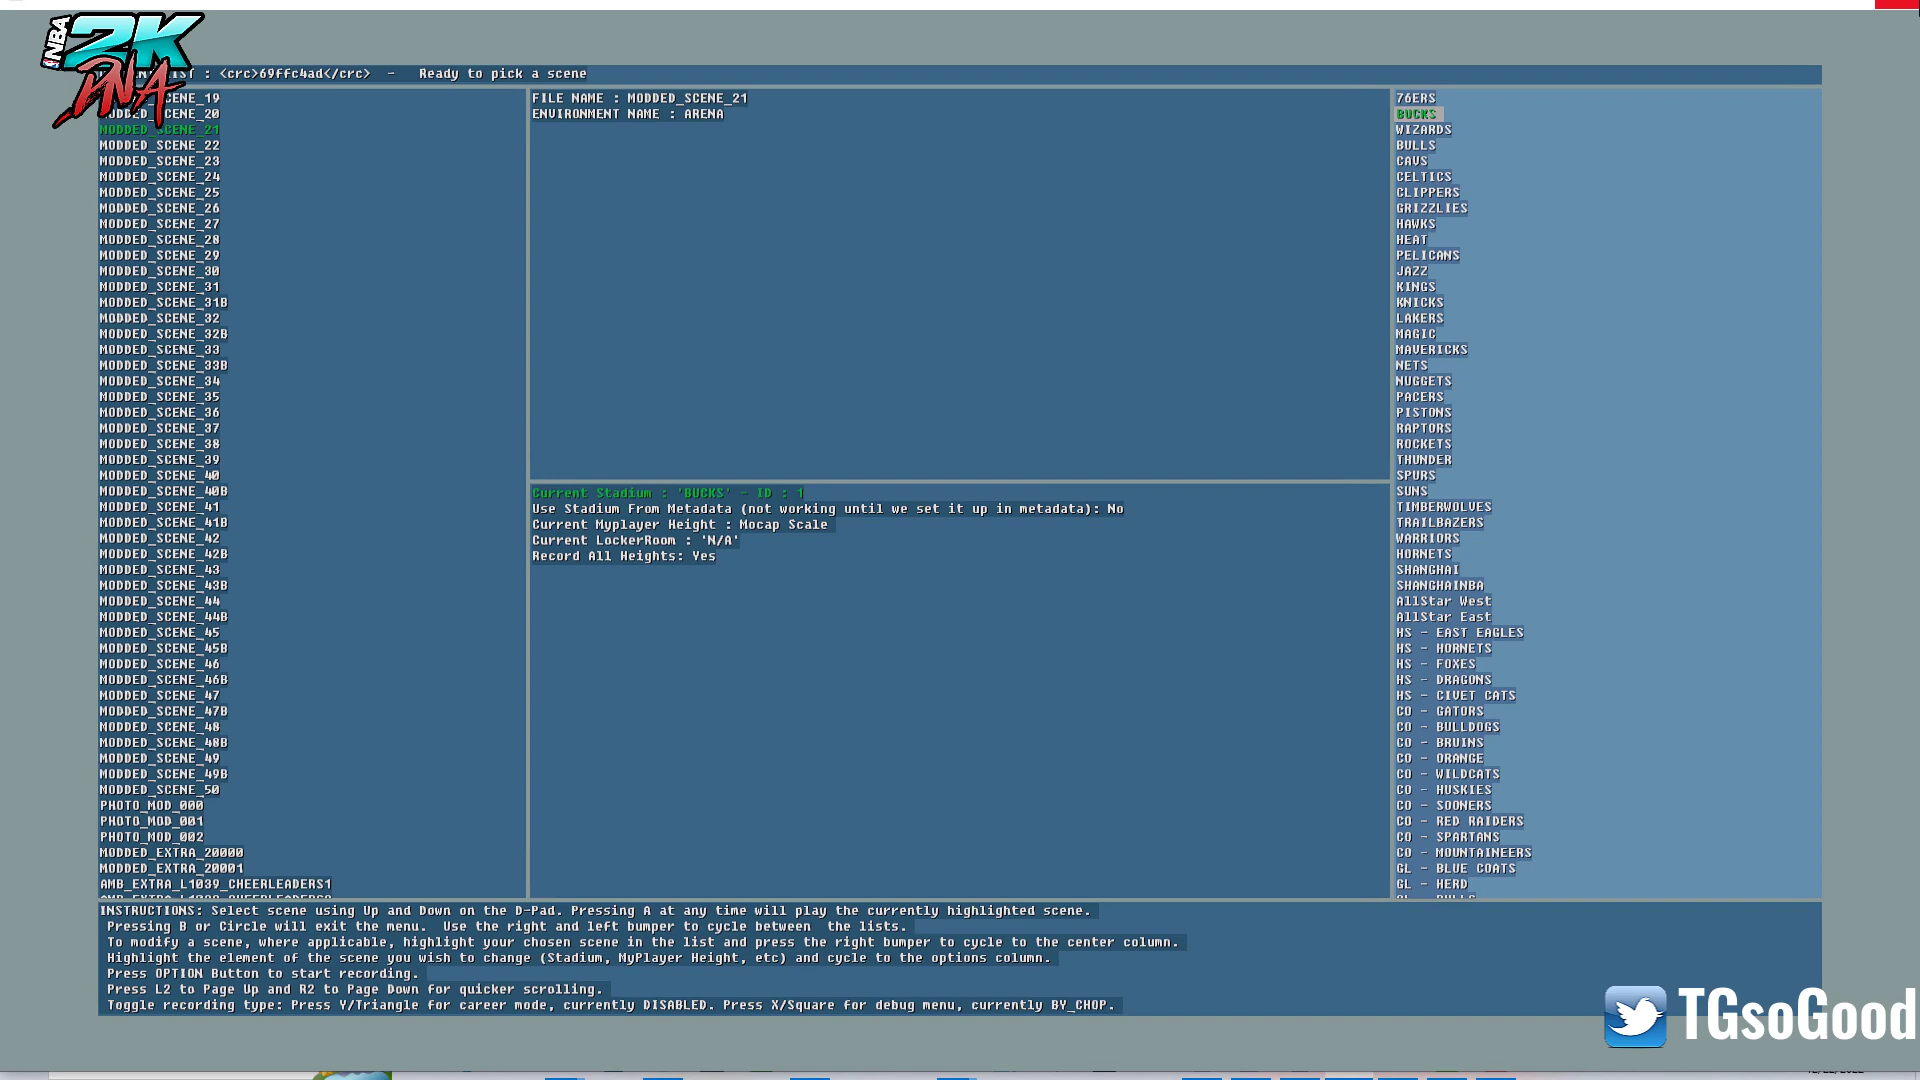 NBA 2K DNA
IST : <crc>69ffc4ad</crc> - Ready to pick a scene
CENE_19
MODDED_SCENE_20
MODDED_SCENE_21
MODDED_SCENE_22
MODDED_SCENE_23
MODDED_SCENE_24
MODDED_SCENE_25
MODDED_SCENE_26
MODDED_SCENE_27
MODDED_SCENE_28
MODDED_SCENE_29
MODDED_SCENE_30
MODDED_SCENE_31
MODDED_SCENE_31B
MODDED_SCENE_32
MODDED_SCENE_32B
MODDED_SCENE_33
MODDED_SCENE_33B
MODDED_SCENE_34
MODDED_SCENE_35
MODDED_SCENE_36
MODDED_SCENE_37
MODDED_SCENE_38
MODDED_SCENE_39
MODDED_SCENE_40
MODDED_SCENE_40B
MODDED_SCENE_41
MODDED_SCENE_41B
MODDED_SCENE_42
MODDED_SCENE_42B
MODDED_SCENE_43
MODDED_SCENE_43B
MODDED_SCENE_44
MODDED_SCENE_44B
MODDED_SCENE_45
MODDED_SCENE_45B
MODDED_SCENE_46
MODDED_SCENE_46B
MODDED_SCENE_47
MODDED_SCENE_47B
MODDED_SCENE_48
MODDED_SCENE_48B
MODDED_SCENE_49
MODDED_SCENE_49B
MODDED_SCENE_50
PHOTO_MOD_000
PHOTO_MOD_001
PHOTO_MOD_002
MODDED_EXTRA_20000
MODDED_EXTRA_20001
AMB_EXTRA_L1039_CHEERLEADERS1
FILE NAME : MODDED_SCENE_21
ENVIRONMENT NAME : ARENA
Current Stadium : 'BUCKS' - ID : 1
Use Stadium From Metadata (not working until we set it up in metadata): No
Current Myplayer Height : Mocap Scale
Current LockerRoom : 'N/A'
Record All Heights: Yes
76ERS
BUCKS
WIZARDS
BULLS
CAVS
CELTICS
CLIPPERS
GRIZZLIES
HAWKS
HEAT
PELICANS
JAZZ
KINGS
KNICKS
LAKERS
MAGIC
MAVERICKS
NETS
NUGGETS
PACERS
PISTONS
RAPTORS
ROCKETS
THUNDER
SPURS
SUNS
TIMBERWOLVES
TRAILBAZERS
WARRIORS
HORNETS
SHANGHAI
SHANGHAINBA
AllStar West
AllStar East
HS - EAST EAGLES
HS - HORNETS
HS - FOXES
HS - DRAGONS
HS - CIVET CATS
CO - GATORS
CO - BULLDOGS
CO - BRUINS
CO - ORANGE
CO - WILDCATS
CO - HUSKIES
CO - SOONERS
CO - RED RAIDERS
CO - SPARTANS
CO - MOUNTAINEERS
GL - BLUE COATS
GL - HERD
INSTRUCTIONS: Select scene using Up and Down on the D-Pad. Pressing A at any time will play the currently highlighted scene.
Pressing B or Circle will exit the menu. Use the right and left bumper to cycle between the lists.
To modify a scene, where applicable, highlight your chosen scene in the list and press the right bumper to cycle to the center column.
Highlight the element of the scene you wish to change (Stadium, MyPlayer Height, etc) and cycle to the options column.
Press OPTION Button to start recording.
Press L2 to Page Up and R2 to Page Down for quicker scrolling.
Toggle recording type: Press Y/Triangle for career mode, currently DISABLED. Press X/Square for debug menu, currently BY_CHOP.
TGsoGood